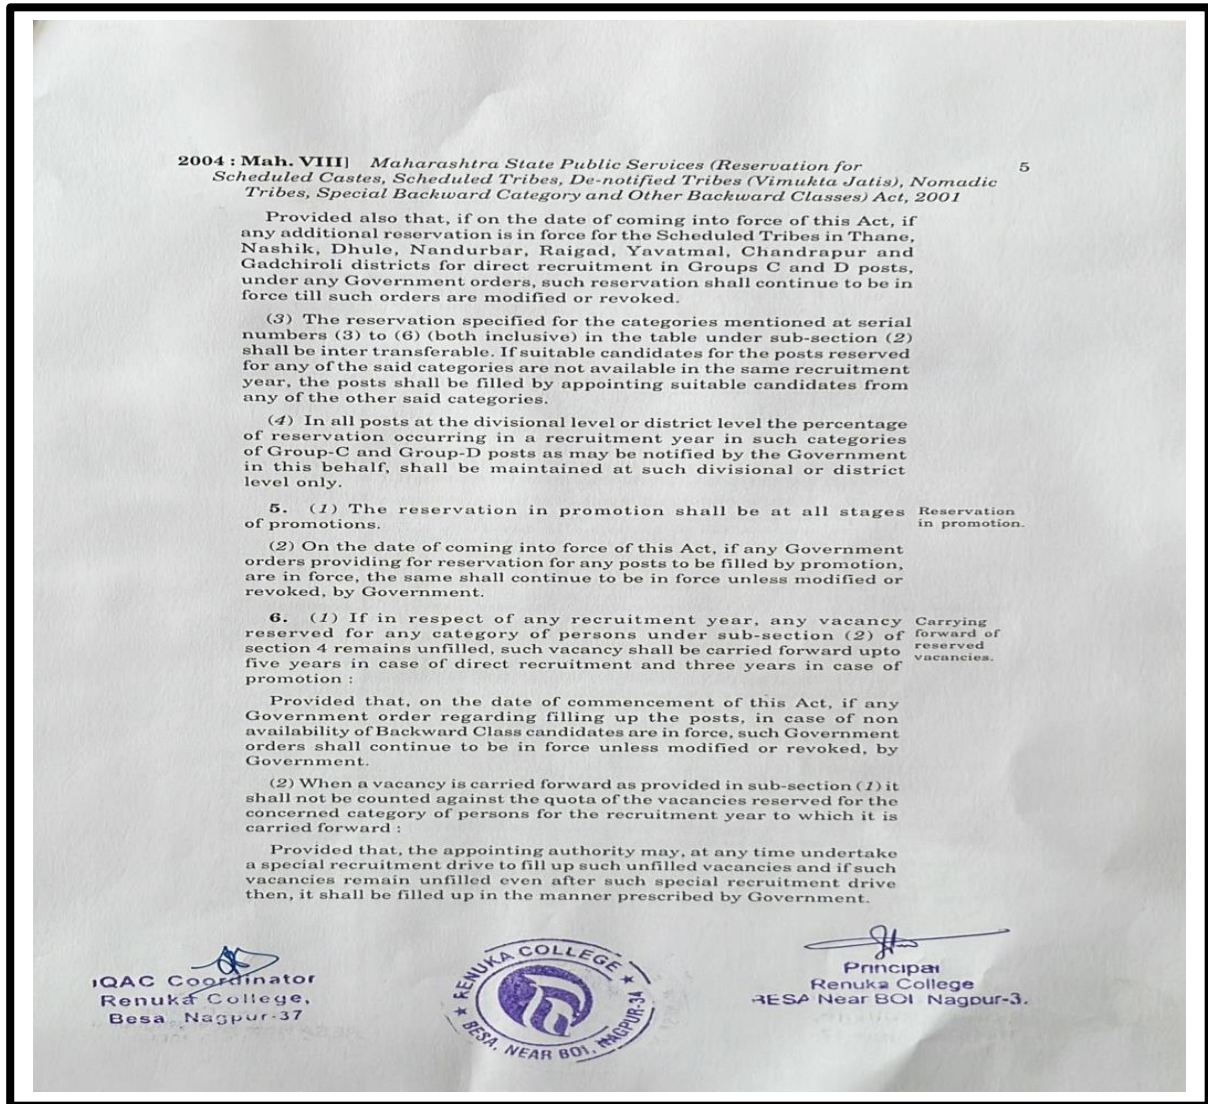 2004 : Mah. VIII] Maharashtra State Public Services (Reservation for 5
Scheduled Castes, Scheduled Tribes, De-notified Tribes (Vimukta Jatis), Nomadic
Tribes, Special Backward Category and Other Backward Classes) Act, 2001
Provided also that, if on the date of coming into force of this Act, if
any additional reservation is in force for the Scheduled Tribes in Thane,
Nashik, Dhule, Nandurbar, Raigad, Yavatmal, Chandrapur and
Gadchiroli districts for direct recruitment in Groups C and D posts,
under any Government orders, such reservation shall continue to be in
force till such orders are modified or revoked.
(3) The reservation specified for the categories mentioned at serial
numbers (3) to (6) (both inclusive) in the table under sub-section (2)
shall be inter transferable. If suitable candidates for the posts reserved
for any of the said categories are not available in the same recruitment
year, the posts shall be filled by appointing suitable candidates from
any of the other said categories.
(4) In all posts at the divisional level or district level the percentage
of reservation occurring in a recruitment year in such categories
of Group-C and Group-D posts as may be notified by the Government
in this behalf, shall be maintained at such divisional or district
level only.
5. (1) The reservation in promotion shall be at all stages
of promotions.
Reservation
in promotion.
(2) On the date of coming into force of this Act, if any Government
orders providing for reservation for any posts to be filled by promotion,
are in force, the same shall continue to be in force unless modified or
revoked, by Government.
6. (1) If in respect of any recruitment year, any vacancy
reserved for any category of persons under sub-section (2) of
section 4 remains unfilled, such vacancy shall be carried forward upto
five years in case of direct recruitment and three years in case of
promotion :
Carrying
forward of
reserved
vacancies.
Provided that, on the date of commencement of this Act, if any
Government order regarding filling up the posts, in case of non
availability of Backward Class candidates are in force, such Government
orders shall continue to be in force unless modified or revoked, by
Government.
(2) When a vacancy is carried forward as provided in sub-section (1) it
shall not be counted against the quota of the vacancies reserved for the
concerned category of persons for the recruitment year to which it is
carried forward :
Provided that, the appointing authority may, at any time undertake
a special recruitment drive to fill up such unfilled vacancies and if such
vacancies remain unfilled even after such special recruitment drive
then, it shall be filled up in the manner prescribed by Government.
IQAC Coordinator
Renuka College,
Besa, Nagpur-37
★ RENUKA COLLEGE ★
BESA, NEAR BOI, NAGPUR-34
Principal
Renuka College
BESA Near BOI Nagpur-3.